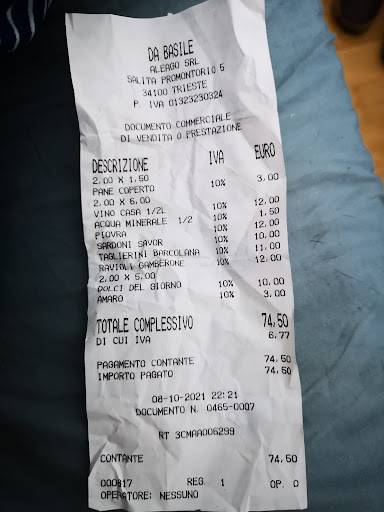 DA BASILE
ALEAGO SRL
SALITA PROMONTORIO 5
34100 TRIESTE
P. IVA 01323230324
DOCUMENTO COMMERCIALE
DI VENDITA O PRESTAZIONE
DESCRIZIONE IVA EURO
2,00 X 1,50
PANE COPERTO 10% 3,00
2,00 X 6,00
VINO CASA 1/2L 10% 12,00
ACQUA MINERALE 1/2 10% 1,50
PIOVRA 10% 12,00
SARDONI SAVOR 10% 10,00
TAGLIERINI BARCOLANA 10% 11,00
RAVIOLI GAMBERONE 10% 12,00
2,00 X 5,00
DOLCI DEL GIORNO 10% 10,00
AMARO 10% 3,00
TOTALE COMPLESSIVO 74,50
DI CUI IVA 6,77
PAGAMENTO CONTANTE 74,50
IMPORTO PAGATO 74,50
08-10-2021 22:21
DOCUMENTO N. 0465-0007
RT 3CMAA006299
CONTANTE 74,50
000817 REG. 1 OP. 0
OPERATORE: NESSUNO